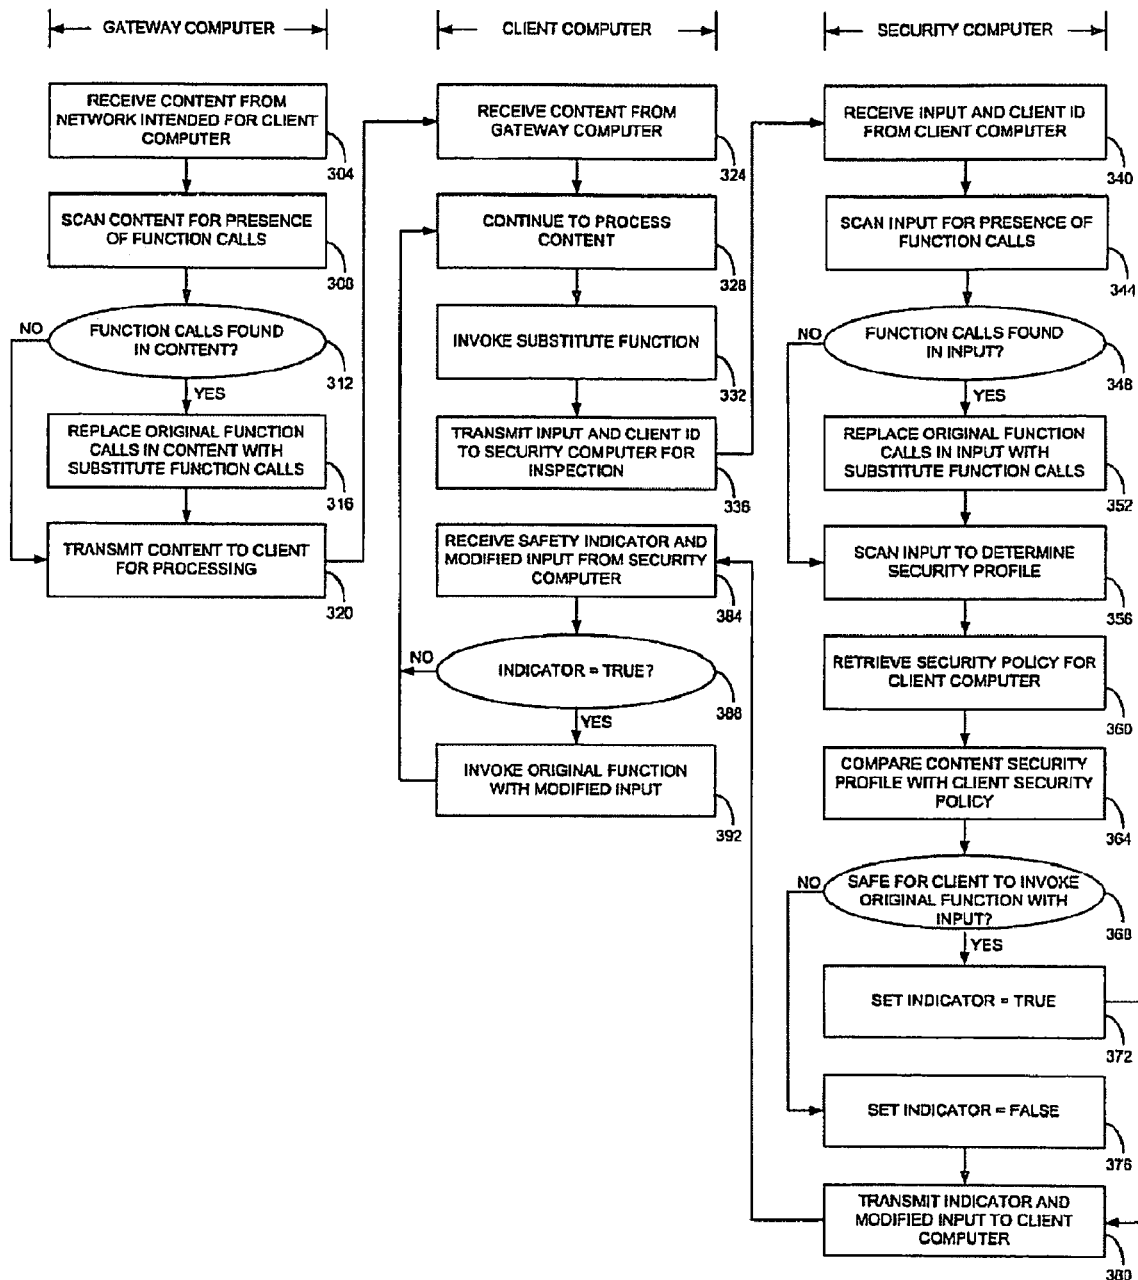 GATEWAY COMPUTER
RECEIVE CONTENT FROM
NETWORK INTENDED FOR CLIENT
COMPUTER
304
SCAN CONTENT FOR PRESENCE
OF FUNCTION CALLS
308
NO
FUNCTION CALLS FOUND
IN CONTENT?
312
YES
REPLACE ORIGINAL FUNCTION
CALLS IN CONTENT WITH
SUBSTITUTE FUNCTION CALLS
316
TRANSMIT CONTENT TO CLIENT
FOR PROCESSING
320
CLIENT COMPUTER
RECEIVE CONTENT FROM
GATEWAY COMPUTER
324
CONTINUE TO PROCESS
CONTENT
328
INVOKE SUBSTITUTE FUNCTION
332
TRANSMIT INPUT AND CLIENT ID
TO SECURITY COMPUTER FOR
INSPECTION
336
RECEIVE SAFETY INDICATOR AND
MODIFIED INPUT FROM SECURITY
COMPUTER
384
NO
INDICATOR = TRUE?
388
YES
INVOKE ORIGINAL FUNCTION
WITH MODIFIED INPUT
392
SECURITY COMPUTER
RECEIVE INPUT AND CLIENT ID
FROM CLIENT COMPUTER
340
SCAN INPUT FOR PRESENCE OF
FUNCTION CALLS
344
NO
FUNCTION CALLS FOUND
IN INPUT?
348
YES
REPLACE ORIGINAL FUNCTION
CALLS IN INPUT WITH
SUBSTITUTE FUNCTION CALLS
352
SCAN INPUT TO DETERMINE
SECURITY PROFILE
356
RETRIEVE SECURITY POLICY FOR
CLIENT COMPUTER
360
COMPARE CONTENT SECURITY
PROFILE WITH CLIENT SECURITY
POLICY
364
NO
SAFE FOR CLIENT TO INVOKE
ORIGINAL FUNCTION WITH
INPUT?
368
YES
SET INDICATOR = TRUE
372
SET INDICATOR = FALSE
376
TRANSMIT INDICATOR AND
MODIFIED INPUT TO CLIENT
COMPUTER
380